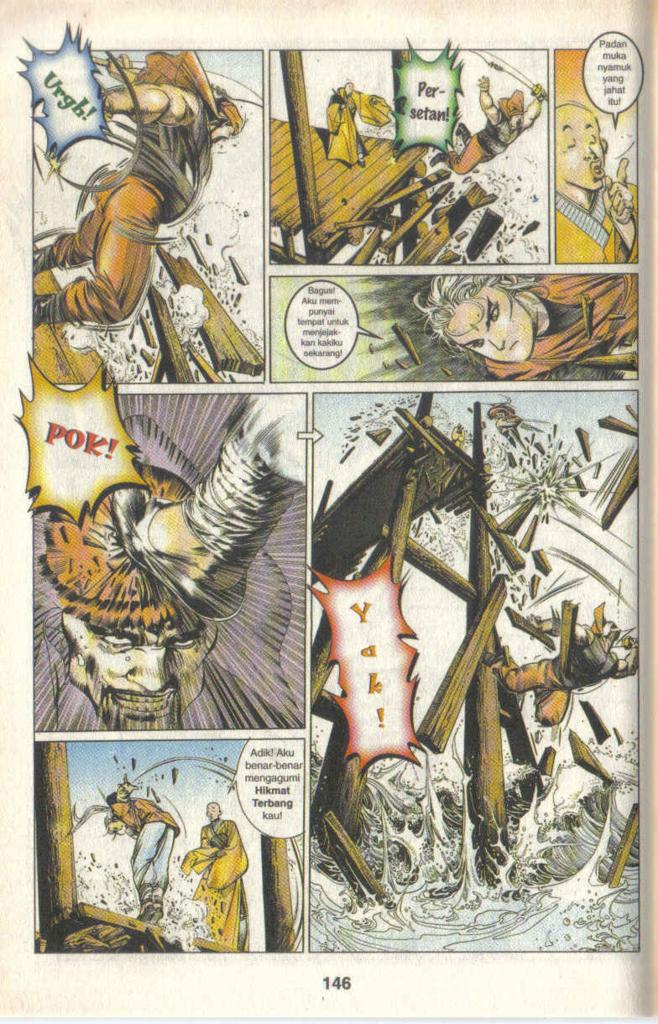 Urgh!
Per-
setan!
Padan
muka
nyamuk
yang
jahat
itu!
Bagus!
Aku mem-
punyai
tempat untuk
menjejak-
kan kakiku
sekarang!
POK!
Yak!
Adik! Aku
benar-benar
mengagumi
Hikmat
Terbang
kau!
146